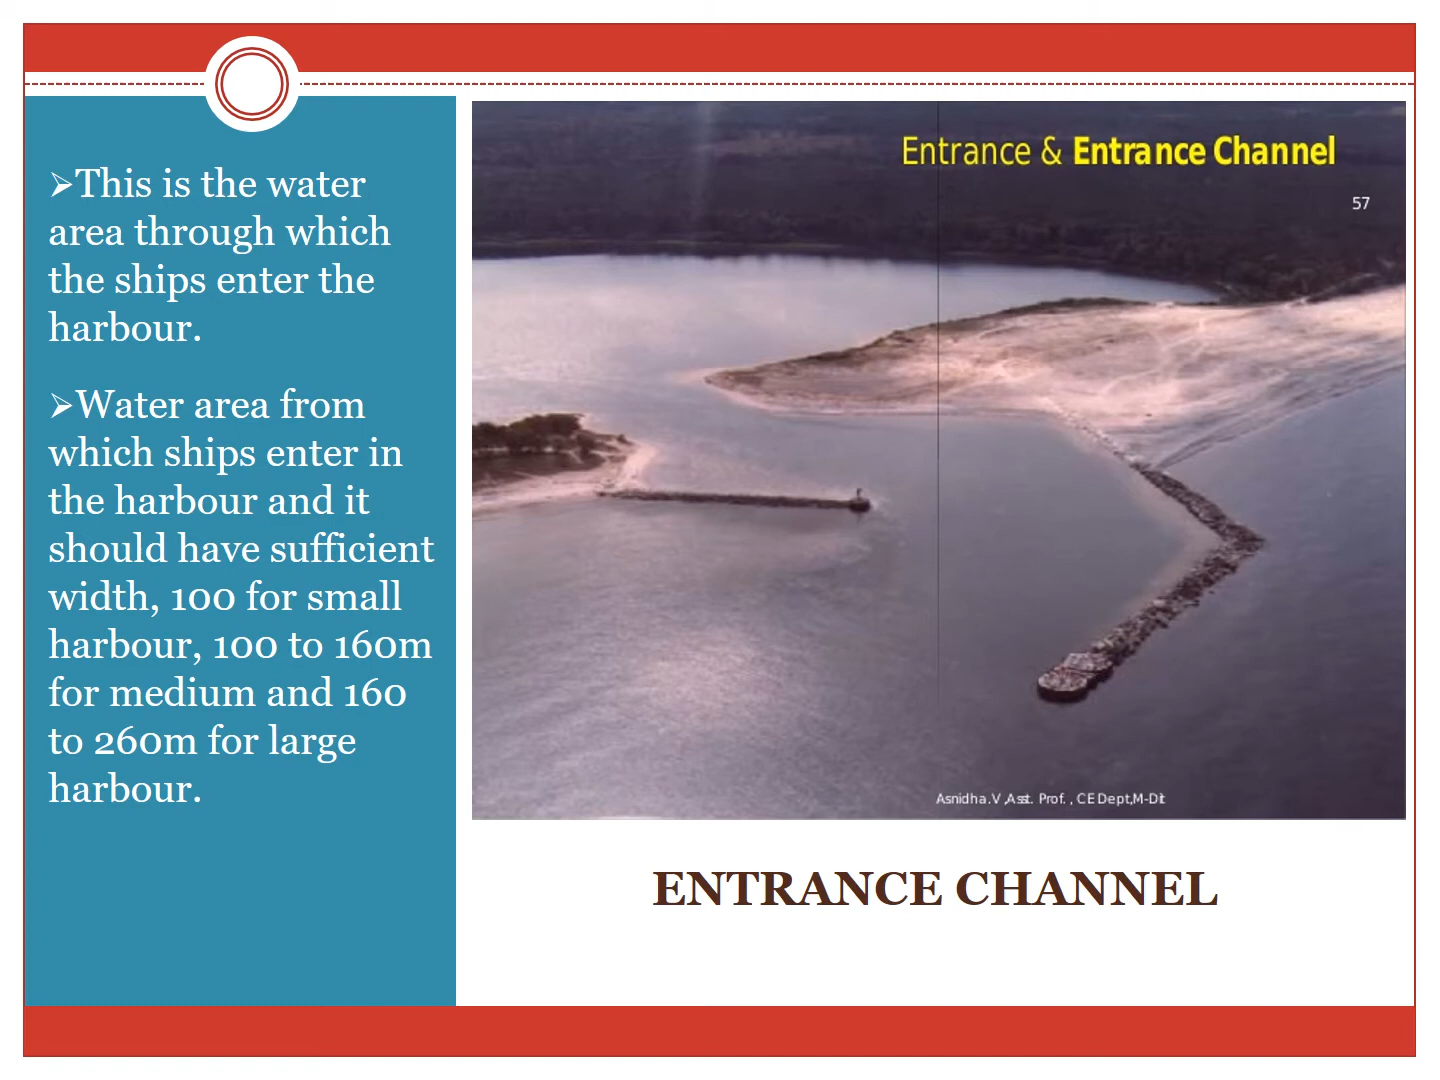 ➢This is the water
area through which
the ships enter the
harbour.
➢Water area from
which ships enter in
the harbour and it
should have sufficient
width, 100 for small
harbour, 100 to 160m
for medium and 160
to 260m for large
harbour.
Entrance & Entrance Channel
57
Asnidha.V ,Asst. Prof. , CE Dept,M-Dit
ENTRANCE CHANNEL